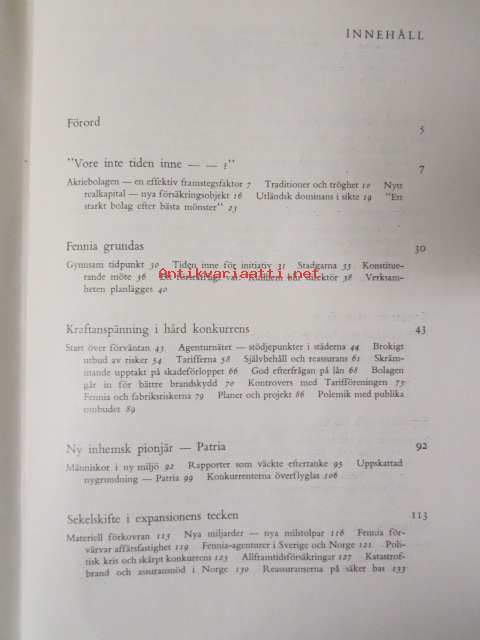 INNEHÅLL
Förord 5
"Vore inte tiden inne — — ?" 7
Aktiebolagen — en effektiv framstegsfaktor 7 Traditioner och tröghet 10 Nytt
realkapital — nya försäkringsobjekt 16 Utländsk dominans i sikte 19 "Ett
starkt bolag efter bästa mönster" 23
Fennia grundas 30
Gynnsam tidpunkt 30 Tiden inne för initiativ 31 Stadgarna 33 Konstitue-
rande möte 36 Ett val: direktör 38 Verksam-
heten planlägges 40
Antikvariaatti.net
Kraftanspänning i hård konkurrens 43
Start över förväntan 43 Agenturnätet — stödjepunkter i städerna 44 Brokigt
utbud av risker 54 Tarifferna 58 Självbehåll och reassurans 61 Skräm-
mande upptakt på skadeförloppet 66 God efterfrågan på lån 68 Bolagen
går in för bättre brandskydd 70 Kontrovers med Tarifföreningen 73
Fennia och fabriksriskerna 79 Planer och projekt 86 Polemik med publika
ombudet 89
Ny inhemsk pionjär — Patria 92
Människor i ny miljö 92 Rapporter som väckte eftertanke 95 Uppskattad
nygrundning — Patria 99 Konkurrenterna överflyglas 106
Sekelskifte i expansionens tecken 113
Materiell förkovran 113 Nya miljarder — nya milstolpar 116 Fennia för-
värvar affärsfastighet 119 Fennia-agenturer i Sverige och Norge 121 Poli-
tisk kris och skärpt konkurrens 123 Allframtidsförsäkringar 127 Katastrof-
brand och assuransnöd i Norge 130 Reassuranserna på säker bas 133